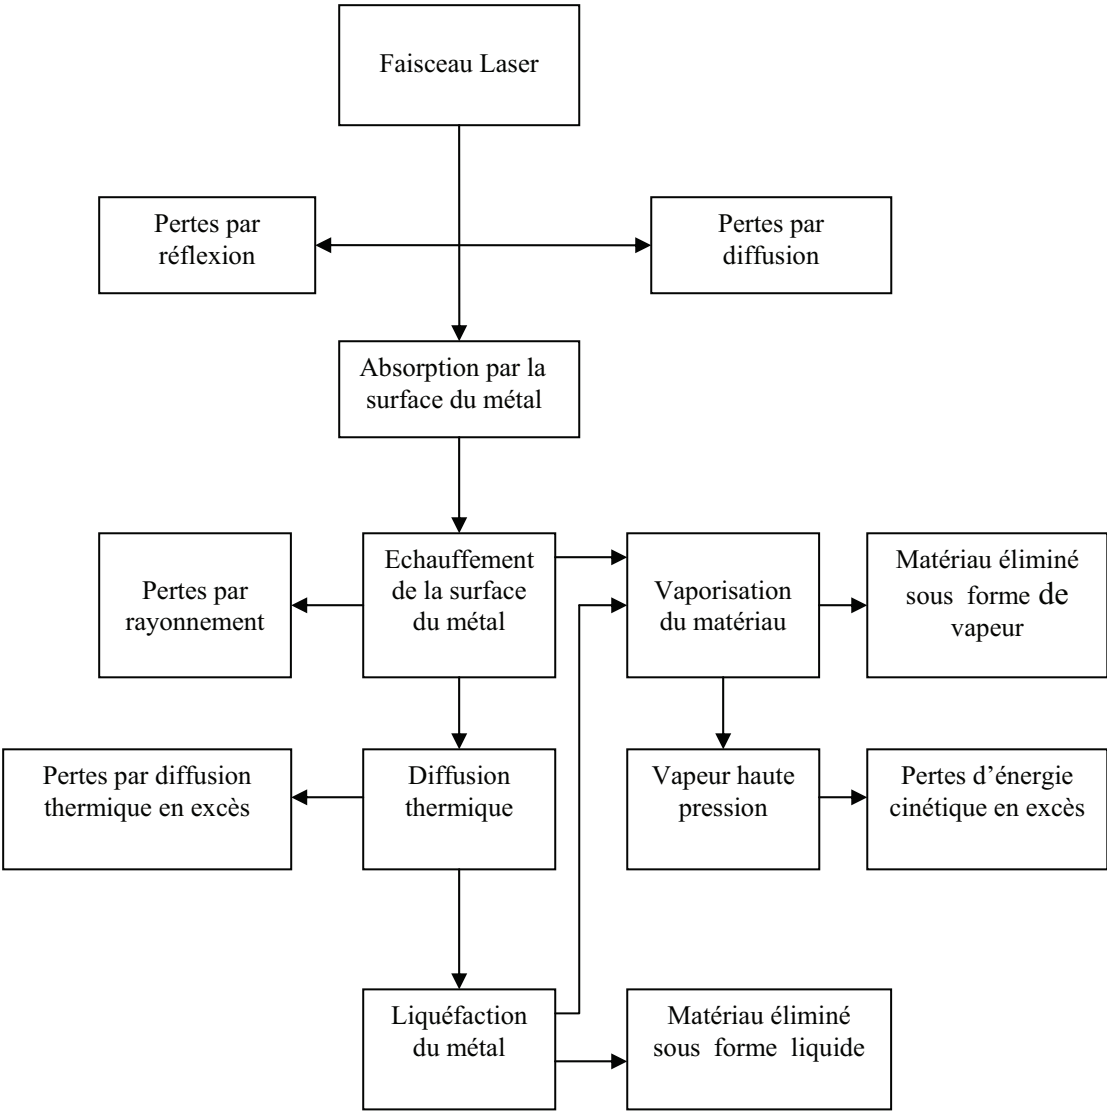 Faisceau Laser
Pertes par
réflexion
Pertes par
diffusion
Absorption par la
surface du métal
Pertes par
rayonnement
Echauffement
de la surface
du métal
Vaporisation
du matériau
Matériau éliminé
sous forme de
vapeur
Pertes par diffusion
thermique en excès
Diffusion
thermique
Vapeur haute
pression
Pertes d’énergie
cinétique en excès
Liquéfaction
du métal
Matériau éliminé
sous forme liquide